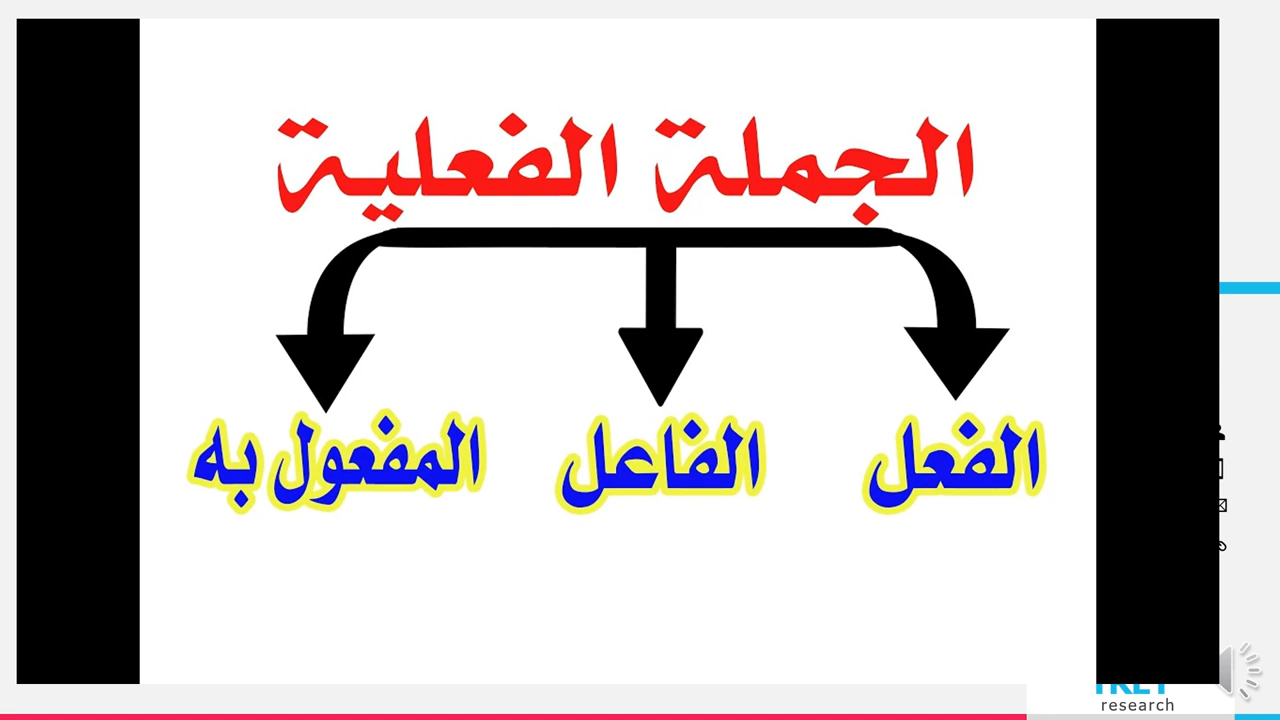 الجملة الفعلية
الفعل الفاعل المفعول به
research